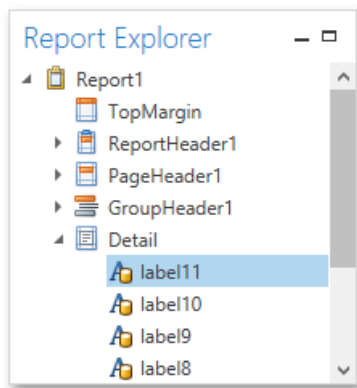 Report Explorer
Report1
TopMargin
ReportHeader1
PageHeader1
GroupHeader1
Detail
label11
label10
label9
label8